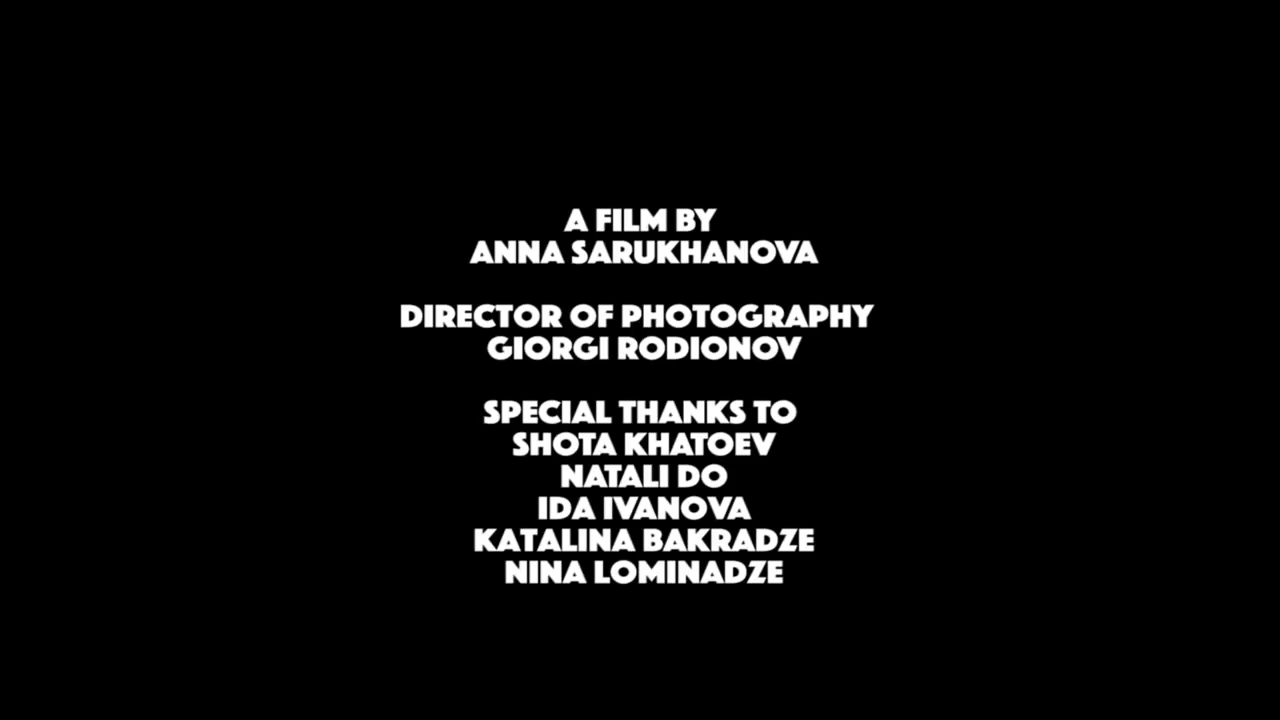 A FILM BY
ANNA SARUKHANOVA
DIRECTOR OF PHOTOGRAPHY
GIORGI RODIONOV
SPECIAL THANKS TO
SHOTA KHATOEV
NATALI DO
IDA IVANOVA
KATALINA BAKRADZE
NINA LOMINADZE